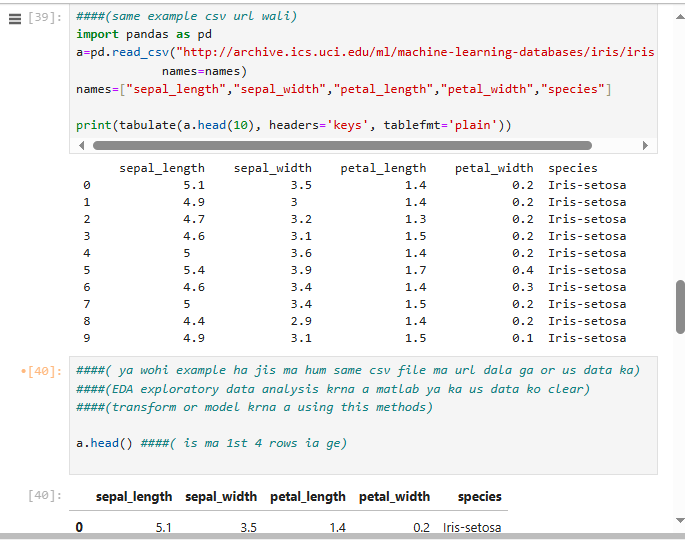 [39]: ####(same example csv url wali)
import pandas as pd
a=pd.read_csv("http://archive.ics.uci.edu/ml/machine-learning-databases/iris/iris
names=names)
names=["sepal_length","sepal_width","petal_length","petal_width","species"]
print(tabulate(a.head(10), headers='keys', tablefmt='plain'))
sepal_length sepal_width petal_length petal_width species
0 5.1 3.5 1.4 0.2 Iris-setosa
1 4.9 3 1.4 0.2 Iris-setosa
2 4.7 3.2 1.3 0.2 Iris-setosa
3 4.6 3.1 1.5 0.2 Iris-setosa
4 5 3.6 1.4 0.2 Iris-setosa
5 5.4 3.9 1.7 0.4 Iris-setosa
6 4.6 3.4 1.4 0.3 Iris-setosa
7 5 3.4 1.5 0.2 Iris-setosa
8 4.4 2.9 1.4 0.2 Iris-setosa
9 4.9 3.1 1.5 0.1 Iris-setosa
•[40]: ####( ya wohi example ha jis ma hum same csv file ma url dala ga or us data ka)
####(EDA exploratory data analysis krna a matlab ya ka us data ko clear)
####(transform or model krna a using this methods)
a.head() ####( is ma 1st 4 rows ia ge)
[40]: sepal_length sepal_width petal_length petal_width species
0 5.1 3.5 1.4 0.2 Iris-setosa